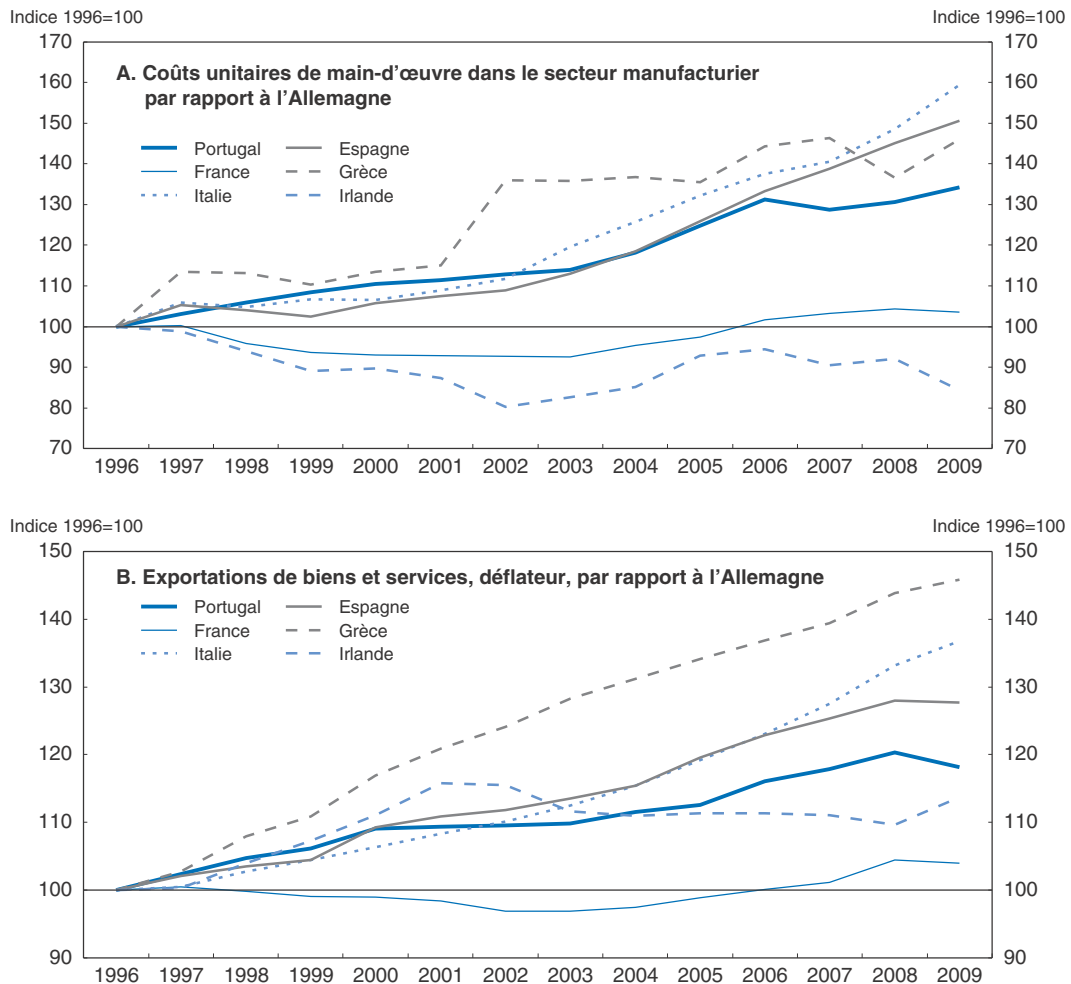 Indice 1996=100 Indice 1996=100
170 170
A. Coûts unitaires de main-d'œuvre dans le secteur manufacturier
160 160
par rapport à l'Allemagne
150 150
Portugal Espagne
140 140
France Grèce
Italie Irlande
130 130
120 120
110 110
100 100
90 90
80 80
70 70
1996 1997 1998 1999 2000 2001 2002 2003 2004 2005 2006 2007 2008 2009
Indice 1996=100 Indice 1996=100
150 150
B. Exportations de biens et services, déflateur, par rapport à l'Allemagne
Portugal Espagne
140 140
France Grèce
Italie Irlande
130 130
120 120
110 110
100 100
90 90
1996 1997 1998 1999 2000 2001 2002 2003 2004 2005 2006 2007 2008 2009